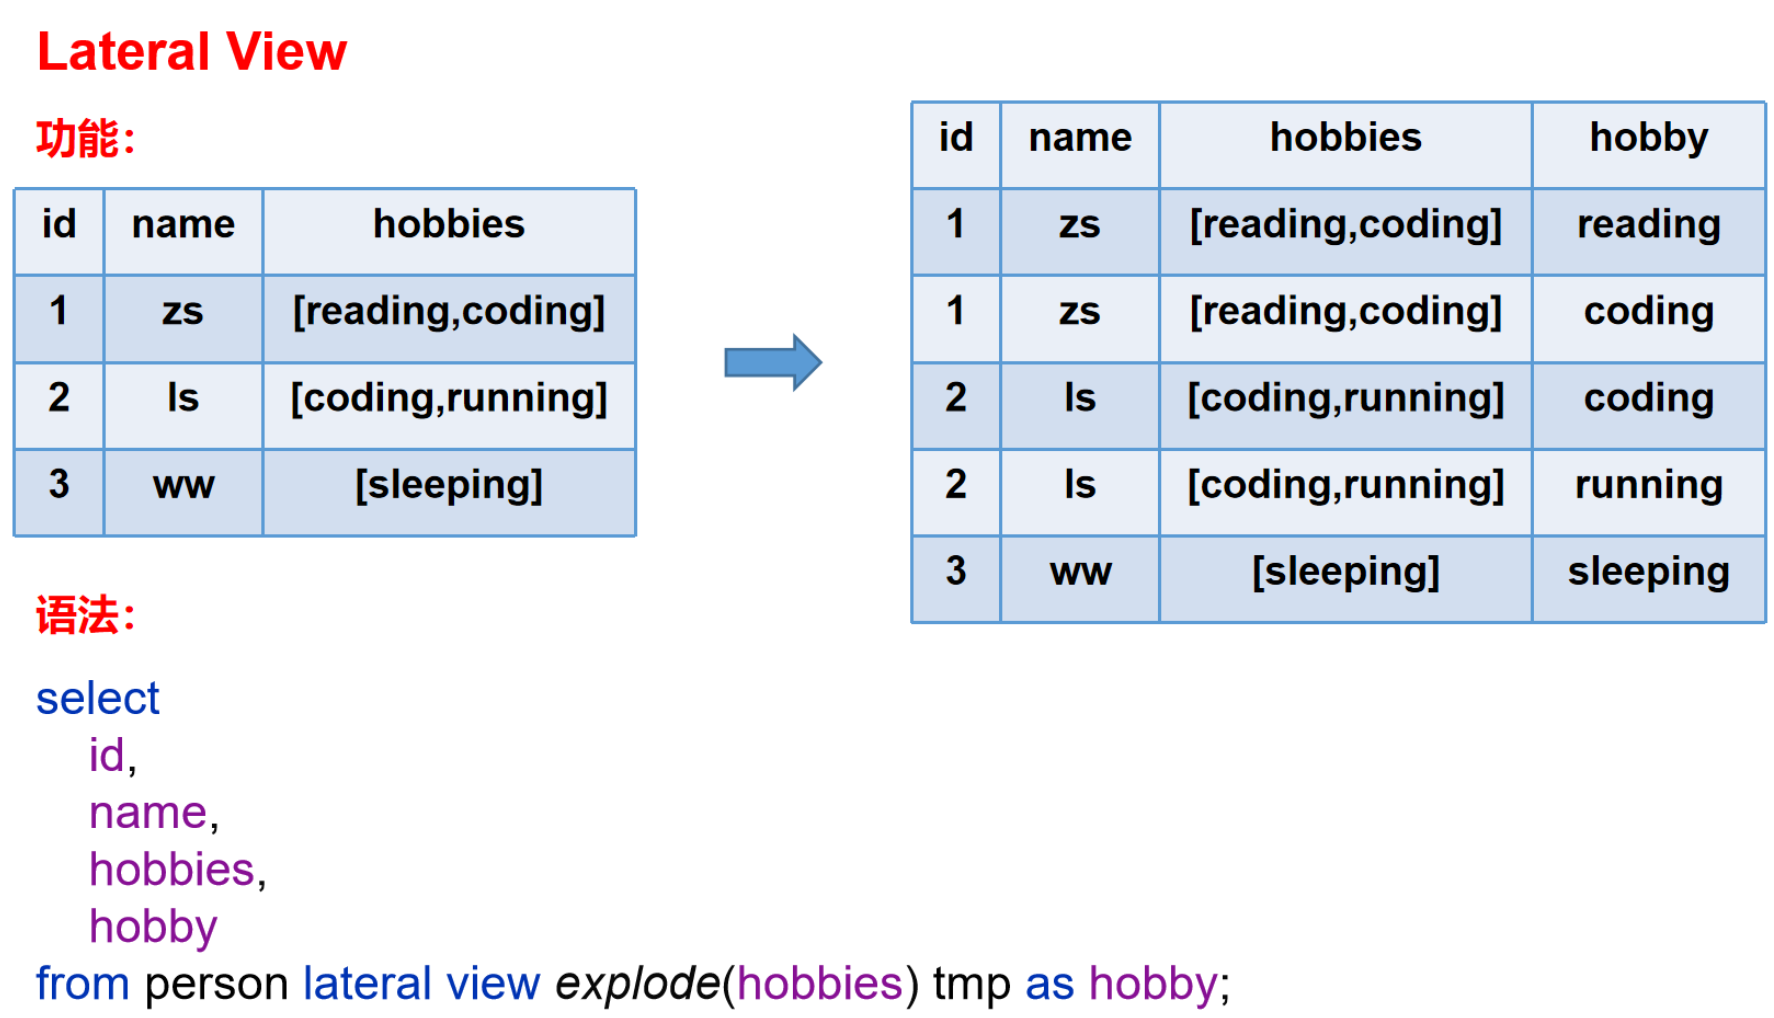 Lateral View
功能：
id name hobbies
1 zs [reading,coding]
2 ls [coding,running]
3 ww [sleeping]
id name hobbies hobby
1 zs [reading,coding] reading
1 zs [reading,coding] coding
2 ls [coding,running] coding
2 ls [coding,running] running
3 ww [sleeping] sleeping
语法：
select
id,
name,
hobbies,
hobby
from person lateral view explode(hobbies) tmp as hobby;